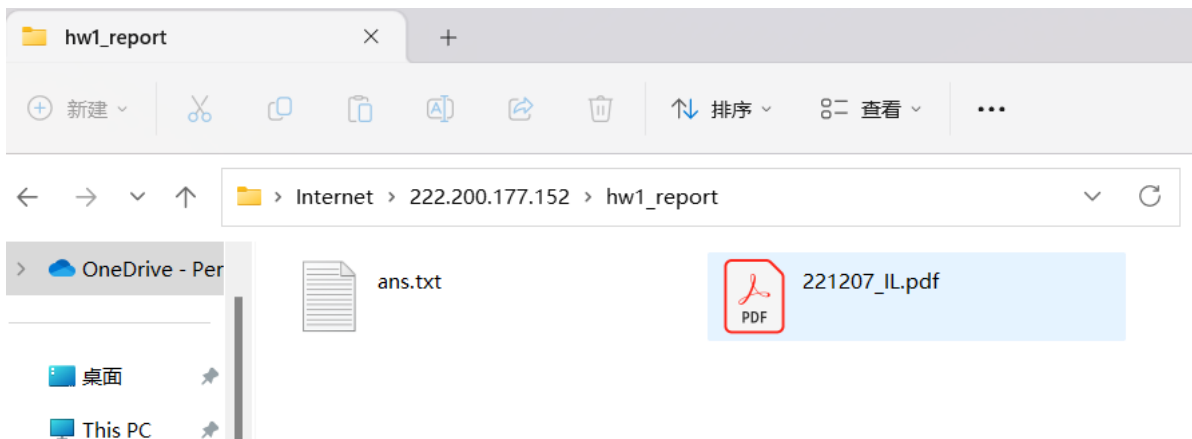 hw1_report
新建
排序
查看
Internet > 222.200.177.152 > hw1_report
OneDrive - Per
ans.txt
PDF
221207_IL.pdf
桌面
This PC